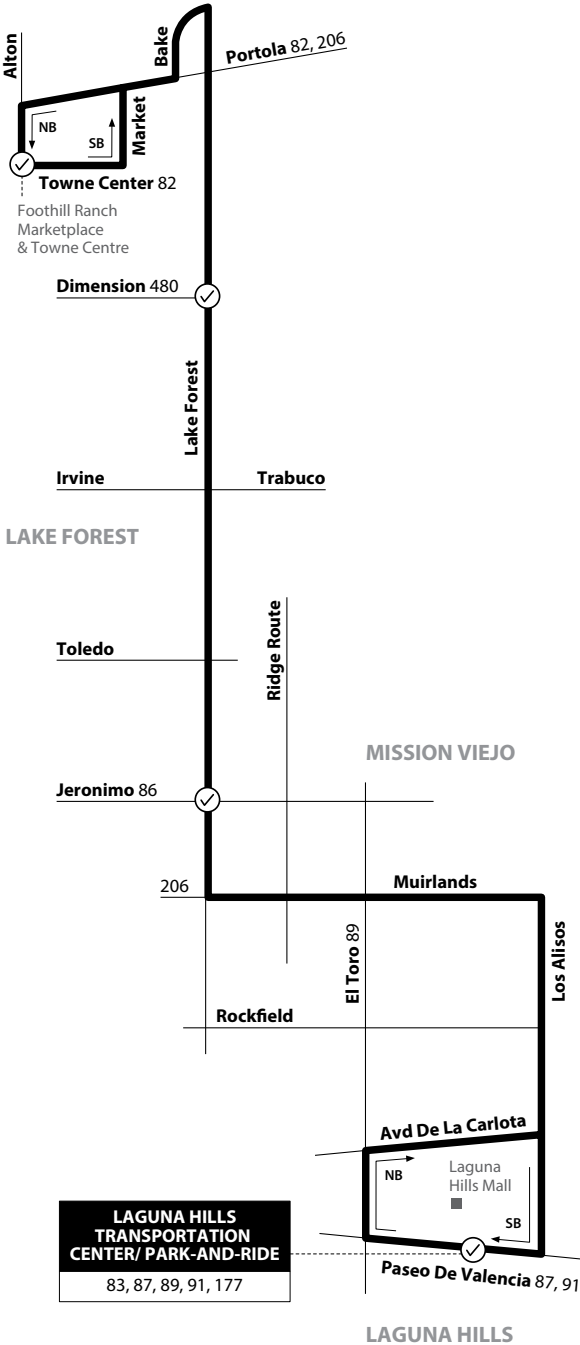 Alton
Bake
Portola 82, 206
NB
SB
Market
Towne Center 82
Foothill Ranch
Marketplace
& Towne Centre
Dimension 480
Lake Forest
Irvine
Trabuco
LAKE FOREST
Ridge Route
Toledo
MISSION VIEJO
Jeronimo 86
206
Muirlands
El Toro 89
Los Alisos
Rockfield
Avd De La Carlota
NB
Laguna
Hills Mall
SB
LAGUNA HILLS
TRANSPORTATION
CENTER/ PARK-AND-RIDE
83, 87, 89, 91, 177
Paseo De Valencia 87, 91
LAGUNA HILLS